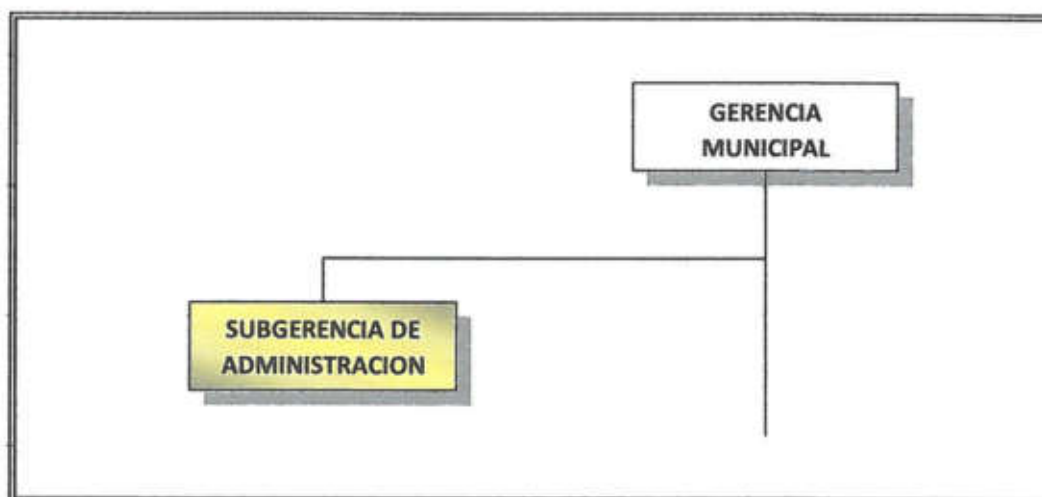 GERENCIA
MUNICIPAL
SUBGERENCIA DE
ADMINISTRACION